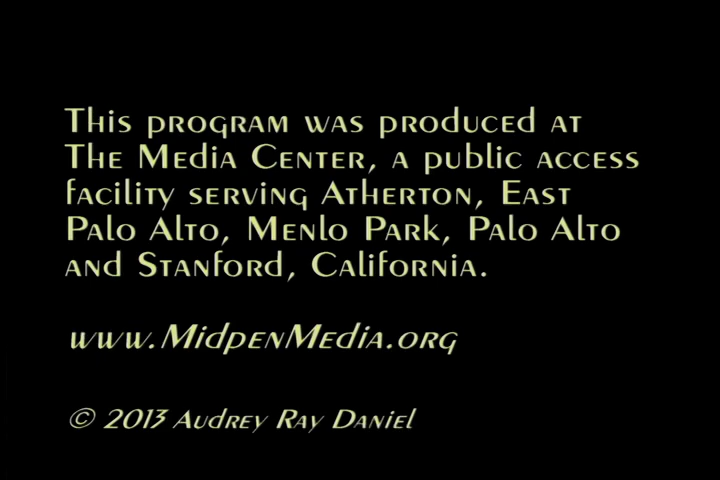 This program was produced at
The Media Center, a public access
facility serving Atherton, East
Palo Alto, Menlo Park, Palo Alto
and Stanford, California.
www.MidpenMedia.org
© 2013 Audrey Ray Daniel